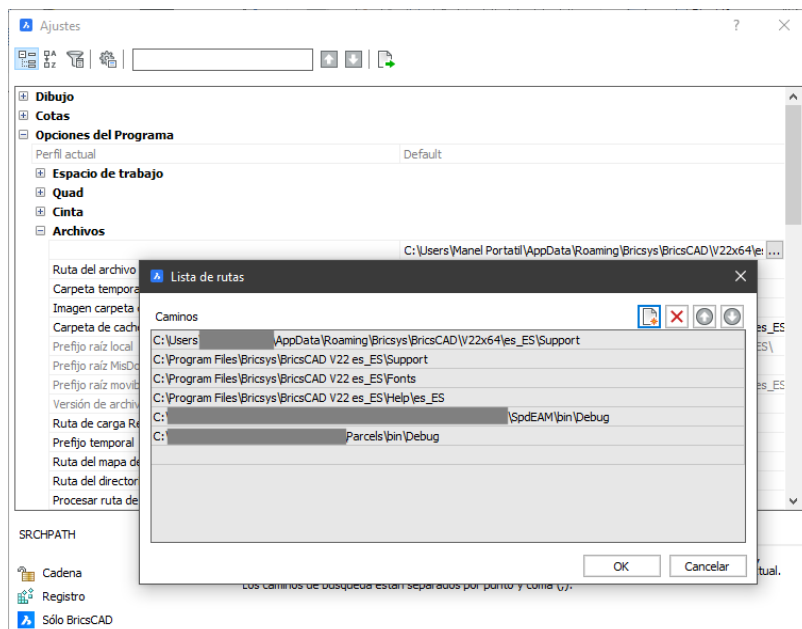 Ajustes
Dibujo
Cotas
Opciones del Programa
Perfil actual Default
Espacio de trabajo
Quad
Cinta
Archivos
C:\Users\Manel Portatil\AppData\Roaming\Bricsys\BricsCAD\V22x64\es ...
Ruta del archivo
Carpeta tempora
Imagen carpeta
Carpeta de cach es_ES
Prefijo raíz local ES\
Prefijo raíz MisDo
Prefijo raíz movib es_ES
Versión de archiv
Ruta de carga Re
Prefijo temporal
Ruta del mapa de
Ruta del director
Procesar ruta de
Lista de rutas
Caminos
C:\Users \AppData\Roaming\Bricsys\BricsCAD\V22x64\es_ES\Support
C:\Program Files\Bricsys\BricsCAD V22 es_ES\Support
C:\Program Files\Bricsys\BricsCAD V22 es_ES\Fonts
C:\Program Files\Bricsys\BricsCAD V22 es_ES\Help\es_ES
C:\ \SpdEAM\bin\Debug
C:\ Parcels\bin\Debug
OK Cancelar
SRCHPATH
Cadena tual.
Los caminos de búsqueda están separados por punto y coma (;).
Registro
Sólo BricsCAD